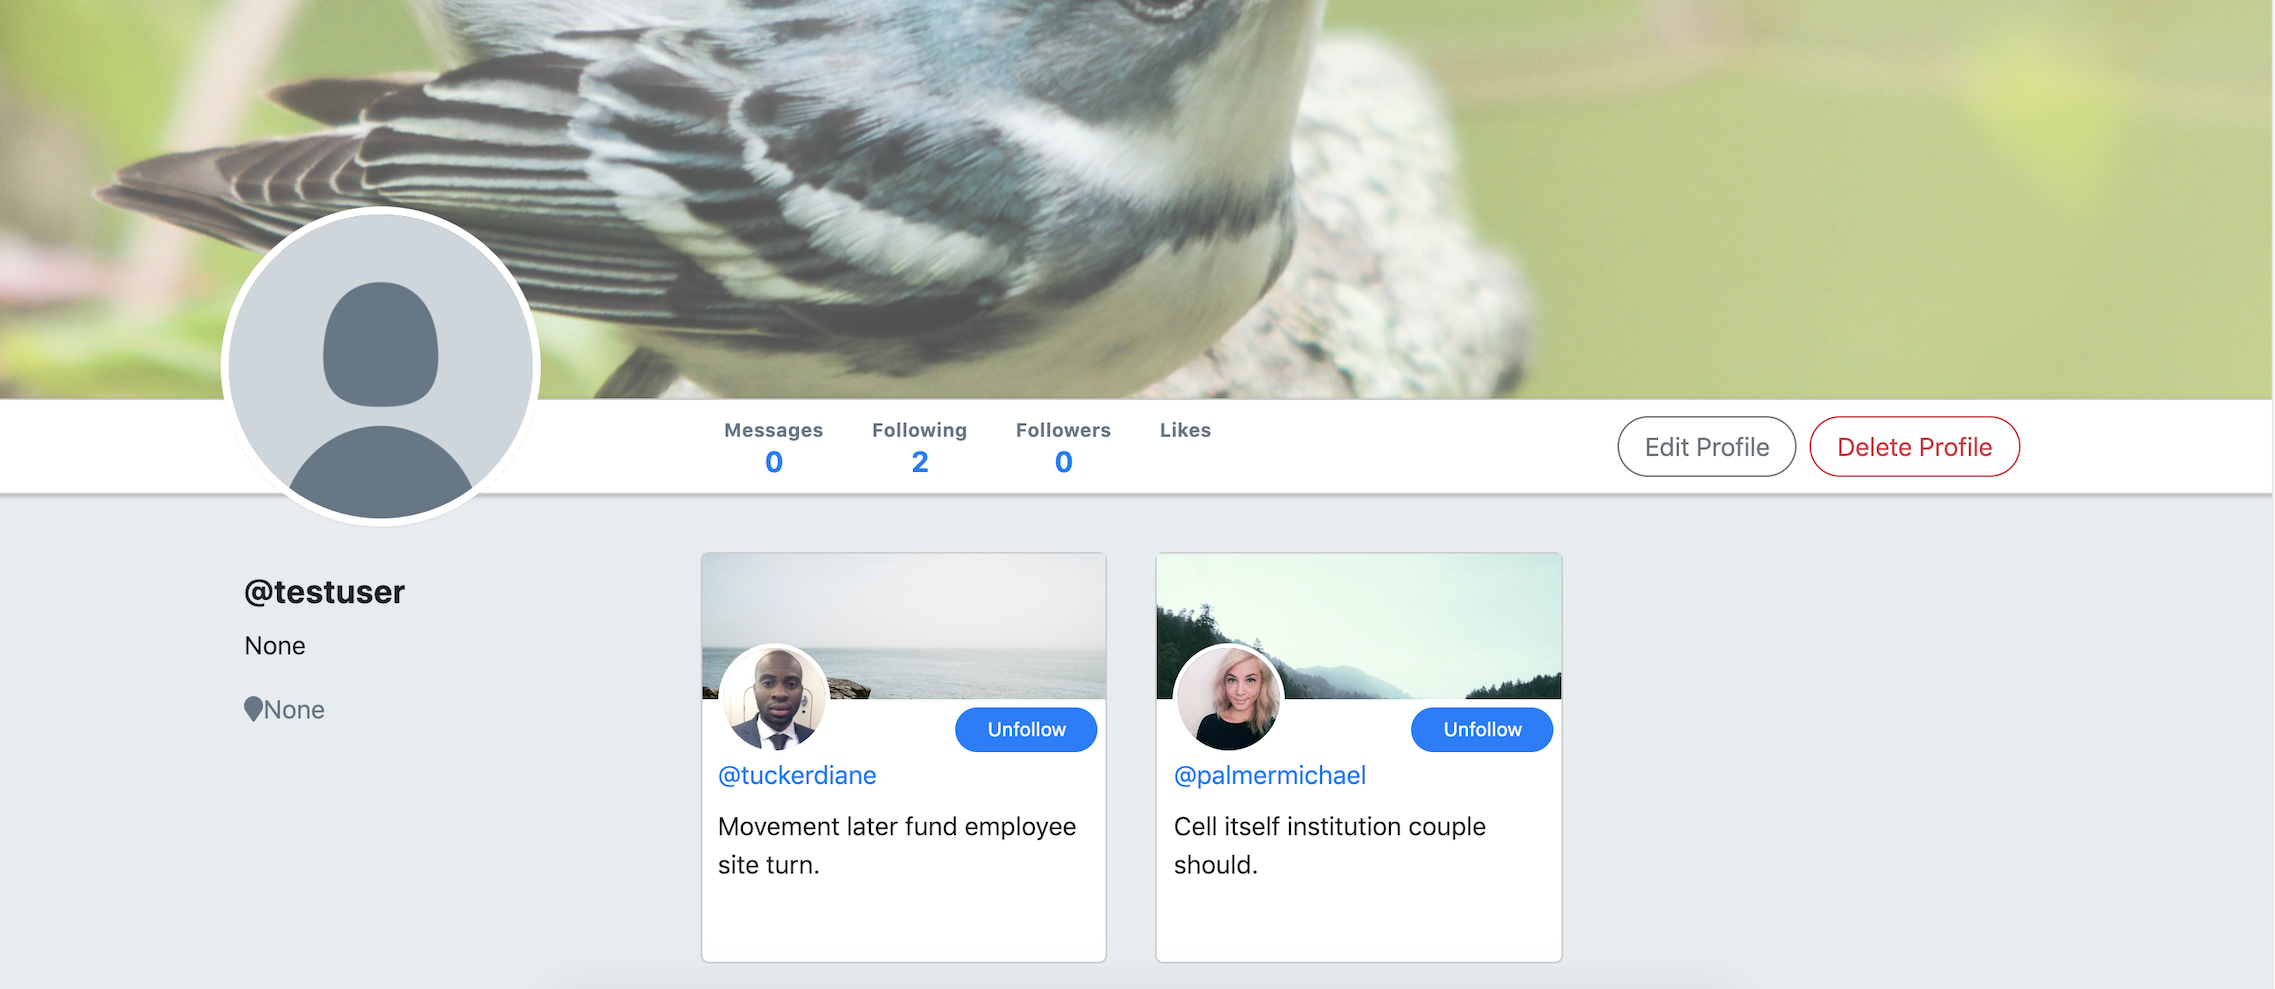 Messages Following Followers Likes
0 2 0
Edit Profile Delete Profile
@testuser
None
None
Unfollow
@tuckerdiane
Movement later fund employee
site turn.
Unfollow
@palmermichael
Cell itself institution couple
should.